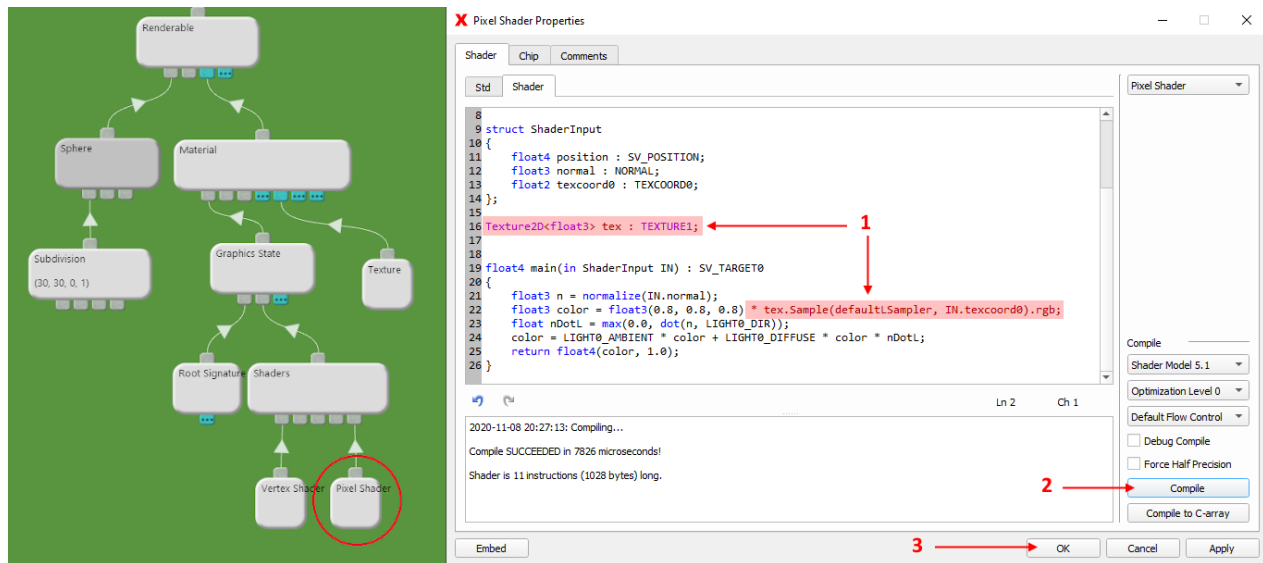 Renderable
Sphere
Material
Subdivision
(30, 30, 0, 1)
Graphics State
Texture
Root Signature
Shaders
Vertex Shader
Pixel Shader
X Pixel Shader Properties
Shader Chip Comments
Std Shader
8
9 struct ShaderInput
10 {
11     float4 position : SV_POSITION;
12     float3 normal : NORMAL;
13     float2 texcoord0 : TEXCOORD0;
14 };
15
16 Texture2D<float3> tex : TEXTURE1;
17
18
19 float4 main(in ShaderInput IN) : SV_TARGET0
20 {
21     float3 n = normalize(IN.normal);
22     float3 color = float3(0.8, 0.8, 0.8) * tex.Sample(defaultLSampler, IN.texcoord0).rgb;
23     float nDotL = max(0.0, dot(n, LIGHT0_DIR));
24     color = LIGHT0_AMBIENT * color + LIGHT0_DIFFUSE * color * nDotL;
25     return float4(color, 1.0);
26 }
1
Ln 2 Ch 1
2020-11-08 20:27:13: Compiling...
Compile SUCCEEDED in 7826 microseconds!
Shader is 11 instructions (1028 bytes) long.
Pixel Shader
Compile
Shader Model 5.1
Optimization Level 0
Default Flow Control
Debug Compile
Force Half Precision
2
Compile
Compile to C-array
Embed
3
OK
Cancel
Apply